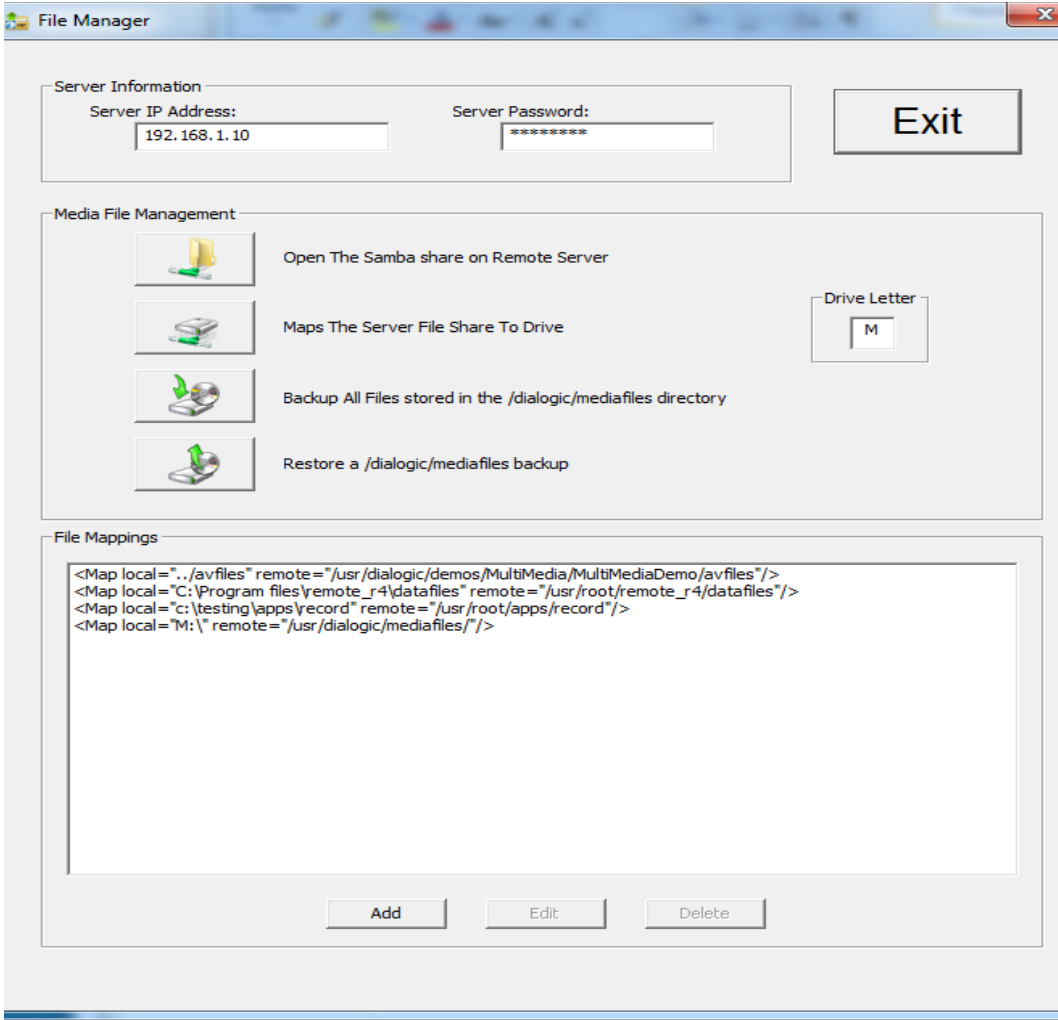 File Manager
Server Information
Server IP Address:
Server Password:
192.168.1.10
********
Exit
Media File Management
Open The Samba share on Remote Server
Maps The Server File Share To Drive
Drive Letter
M
Backup All Files stored in the /dialogic/mediafiles directory
Restore a /dialogic/mediafiles backup
File Mappings
<Map local="../avfiles" remote="/usr/dialogic/demos/MultiMedia/MultiMediaDemo/avfiles"/>
<Map local="C:\Program files\remote_r4\datafiles" remote="/usr/root/remote_r4/datafiles"/>
<Map local="c:\testing\apps\record" remote="/usr/root/apps/record"/>
<Map local="M:\" remote="/usr/dialogic/mediafiles/"/>
Add
Edit
Delete